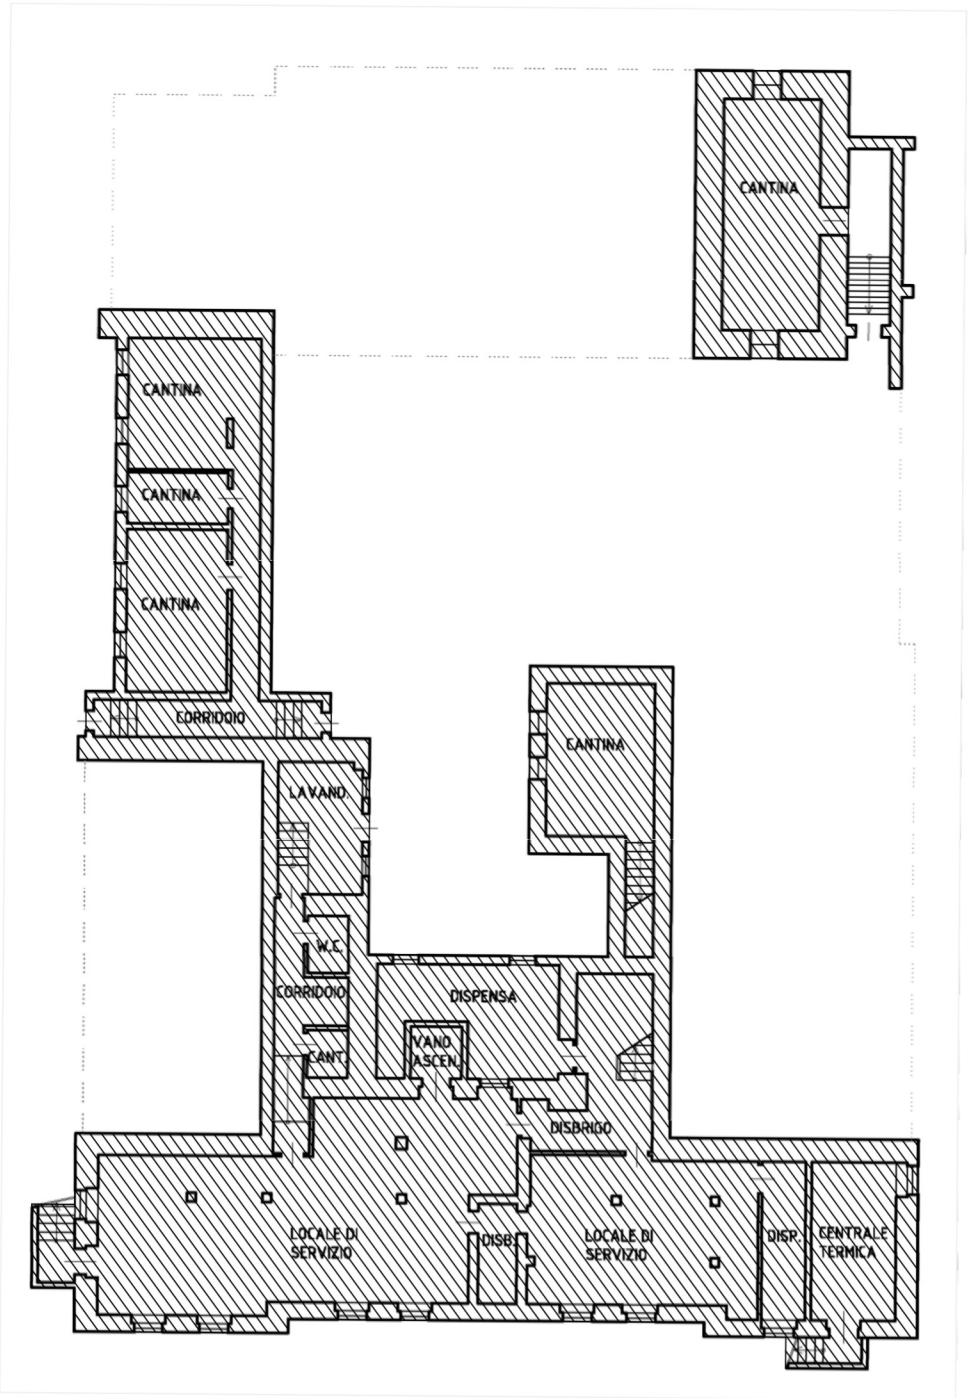 CANTINA
CANTINA
CANTINA
CANTINA
CORRIDOIO
CANTINA
LAVAND.
W.C.
CORRIDOIO
DISPENSA
VANO
ASCEN.
CANT.
DISBRIGO
LOCALE DI
SERVIZIO
DISB.
LOCALE DI
SERVIZIO
DISP.
CENTRALE
TERMICA